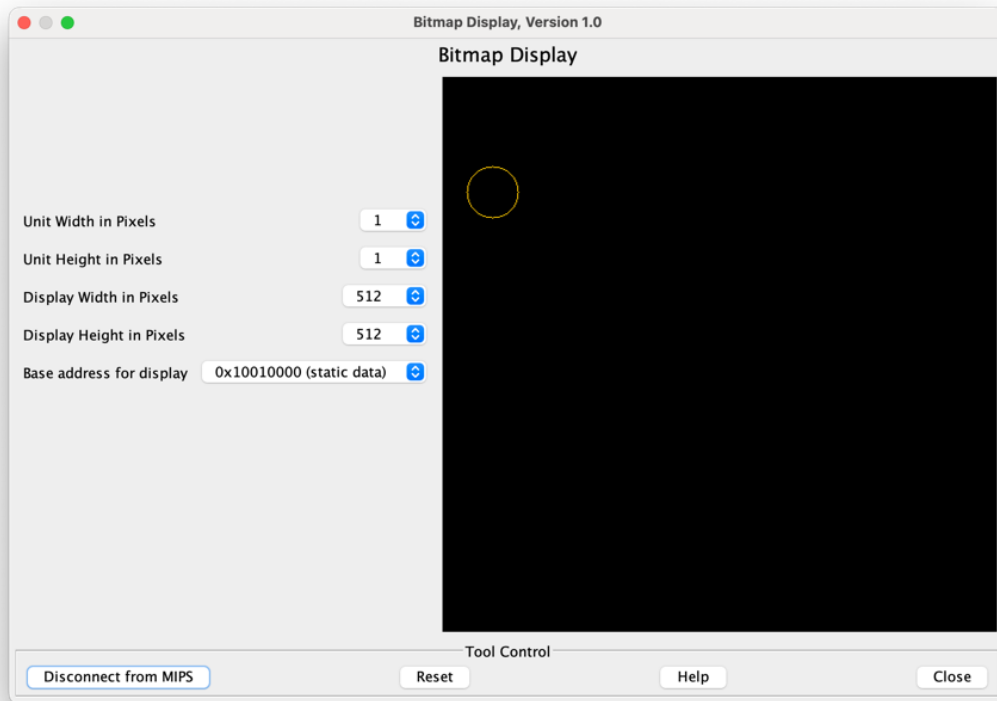 Bitmap Display, Version 1.0
Bitmap Display
Unit Width in Pixels 1
Unit Height in Pixels 1
Display Width in Pixels 512
Display Height in Pixels 512
Base address for display 0x10010000 (static data)
Tool Control
Disconnect from MIPS Reset Help Close